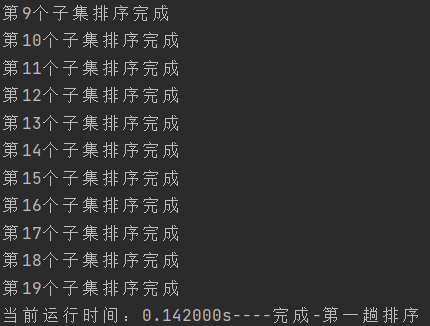 第9个子集排序完成
第10个子集排序完成
第11个子集排序完成
第12个子集排序完成
第13个子集排序完成
第14个子集排序完成
第15个子集排序完成
第16个子集排序完成
第17个子集排序完成
第18个子集排序完成
第19个子集排序完成
当前运行时间：0.142000s----完成-第一趟排序